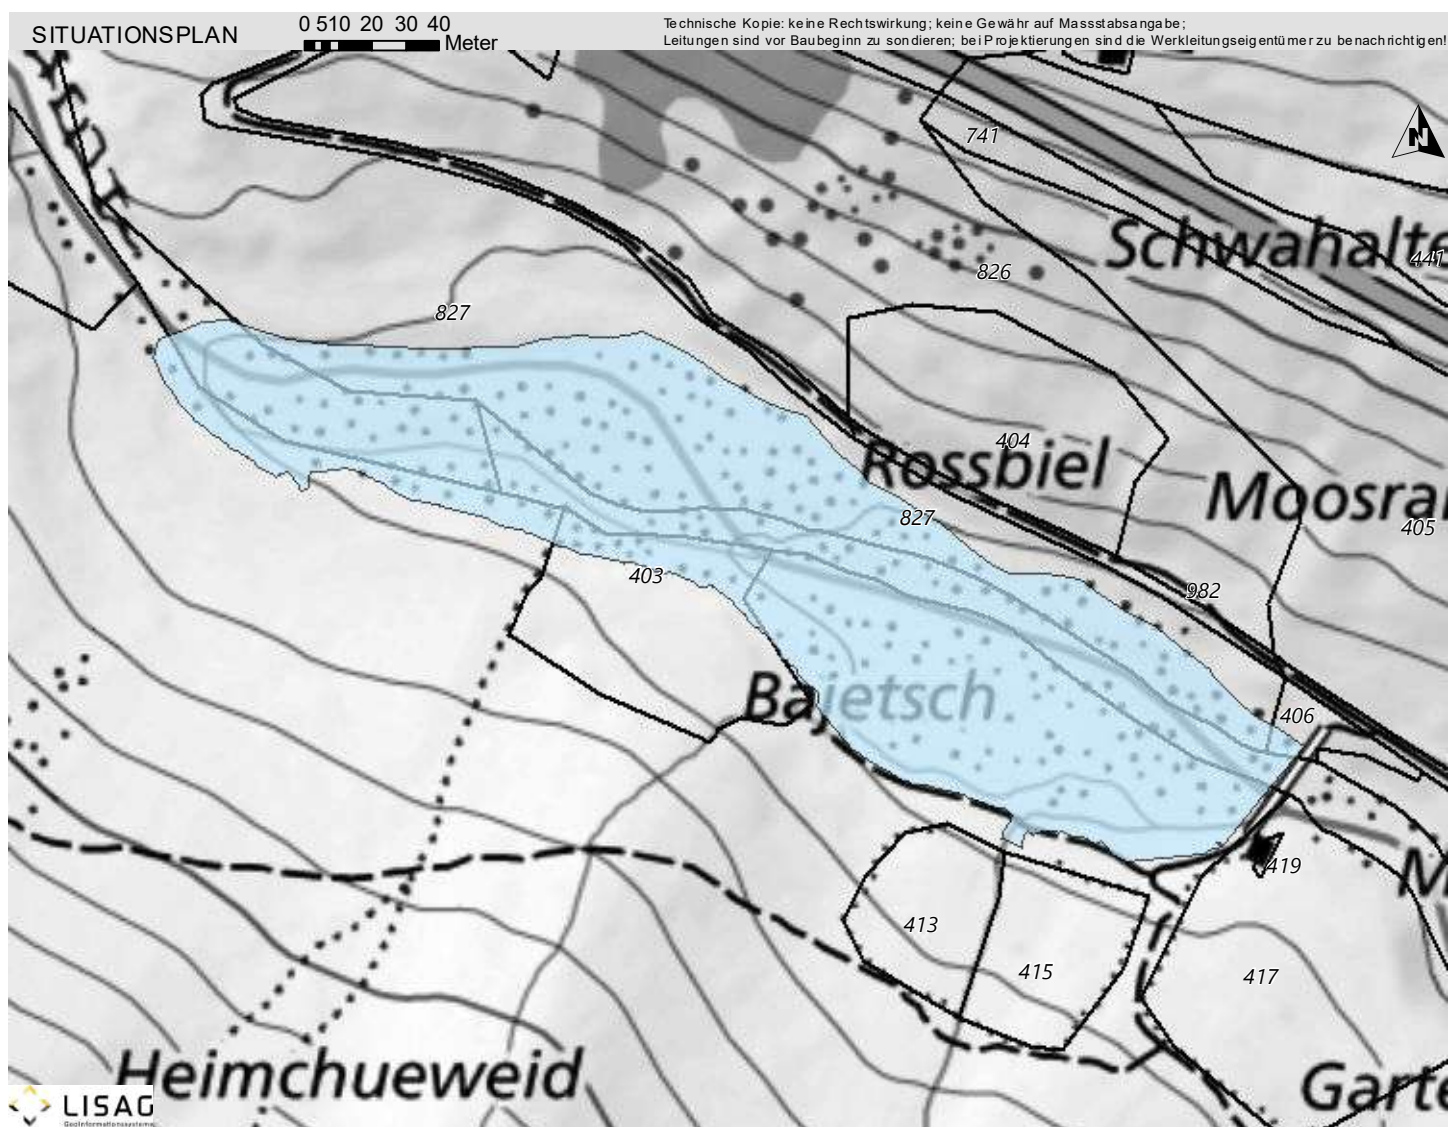 SITUATIONSPLAN
0 5 10 20 30 40
Meter
Technische Kopie: keine Rechtswirkung; keine Gewähr auf Massstabsangabe;
Leitungen sind vor Baubeginn zu sondieren; bei Projektierungen sind die Werkleitungseigentümer zu benachrichtigen!
N
741
Schwahalte
441
826
827
404
Rossbiel
Moosra
405
827
403
982
Bajetsch
406
419
413
415
417
Heimchueweid
Garte
LISAG
Geoinformationssysteme